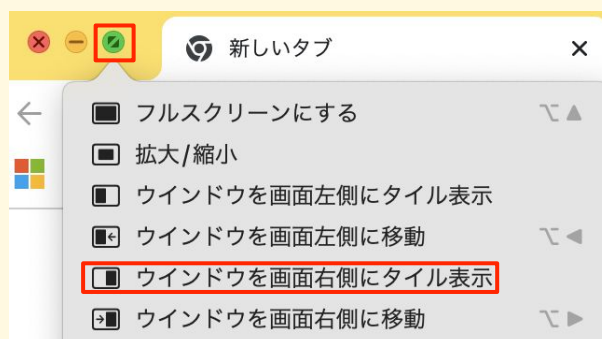 新しいタブ
フルスクリーンにする ⌥▲
拡大/縮小
ウインドウを画面左側にタイル表示
ウインドウを画面左側に移動 ⌥◀
ウインドウを画面右側にタイル表示
ウインドウを画面右側に移動 ⌥▶